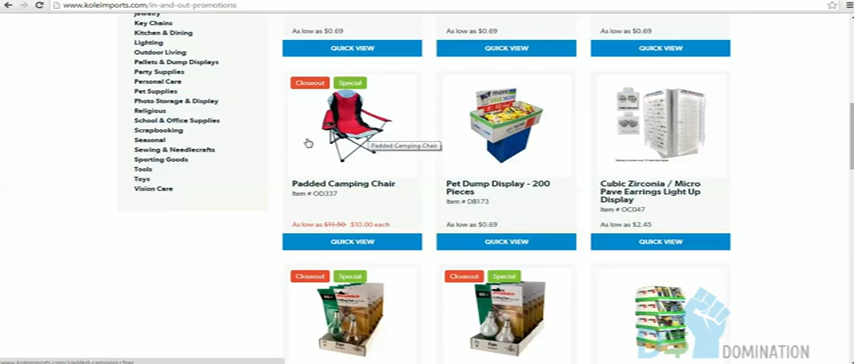 www.koleimports.com/in-and-out-promotions
Jewelry
Key Chains
Kitchen & Dining
Lighting
Outdoor Living
Pallets & Dump Displays
Party Supplies
Personal Care
Pet Supplies
Photo Storage & Display
Religious
School & Office Supplies
Scrapbooking
Seasonal
Sewing & Needlecrafts
Sporting Goods
Tools
Toys
Vision Care
As low as $0.69
As low as $0.69
As low as $0.69
QUICK VIEW
QUICK VIEW
QUICK VIEW
Closeout
Special
Padded Camping Chair
Padded Camping Chair
Item # OD337
As low as $11.50 $10.00 each
QUICK VIEW
Pet Dump Display - 200
Pieces
Item # DB173
As low as $0.69
QUICK VIEW
Cubic Zirconia / Micro
Pave Earrings Light Up
Display
Item # OC047
As low as $2.45
QUICK VIEW
Closeout
Special
Closeout
Special
DOMINATION
www.koleimports.com/padded-camping-chair